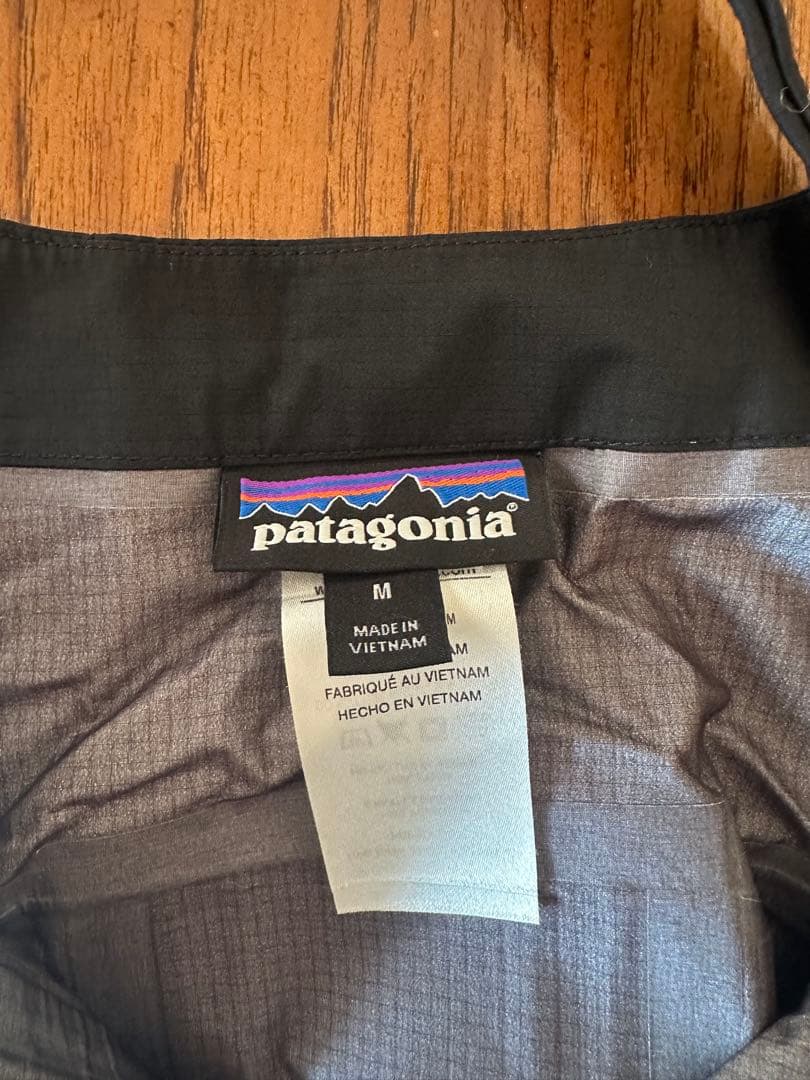 patagonia®
M
MADE IN
VIETNAM
M
FABRIQUÉ AU VIETNAM
HECHO EN VIETNAM